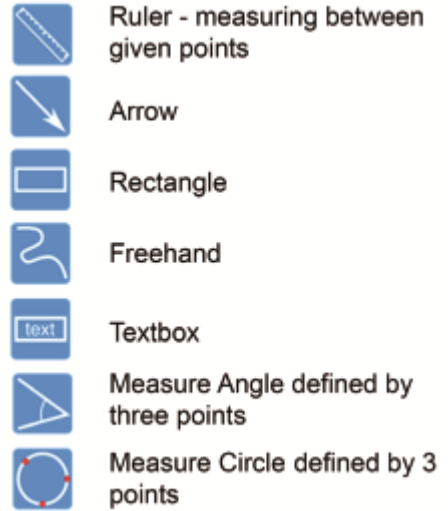 Ruler - measuring between
given points
Arrow
Rectangle
Freehand
text
Textbox
Measure Angle defined by
three points
Measure Circle defined by 3
points